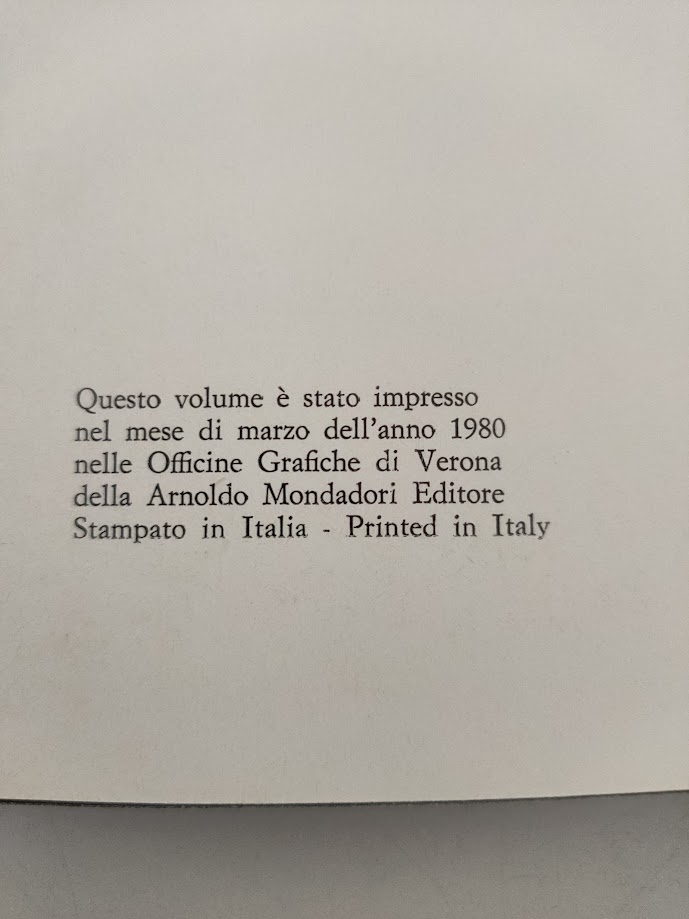 Questo volume è stato impresso
nel mese di marzo dell'anno 1980
nelle Officine Grafiche di Verona
della Arnoldo Mondadori Editore
Stampato in Italia - Printed in Italy